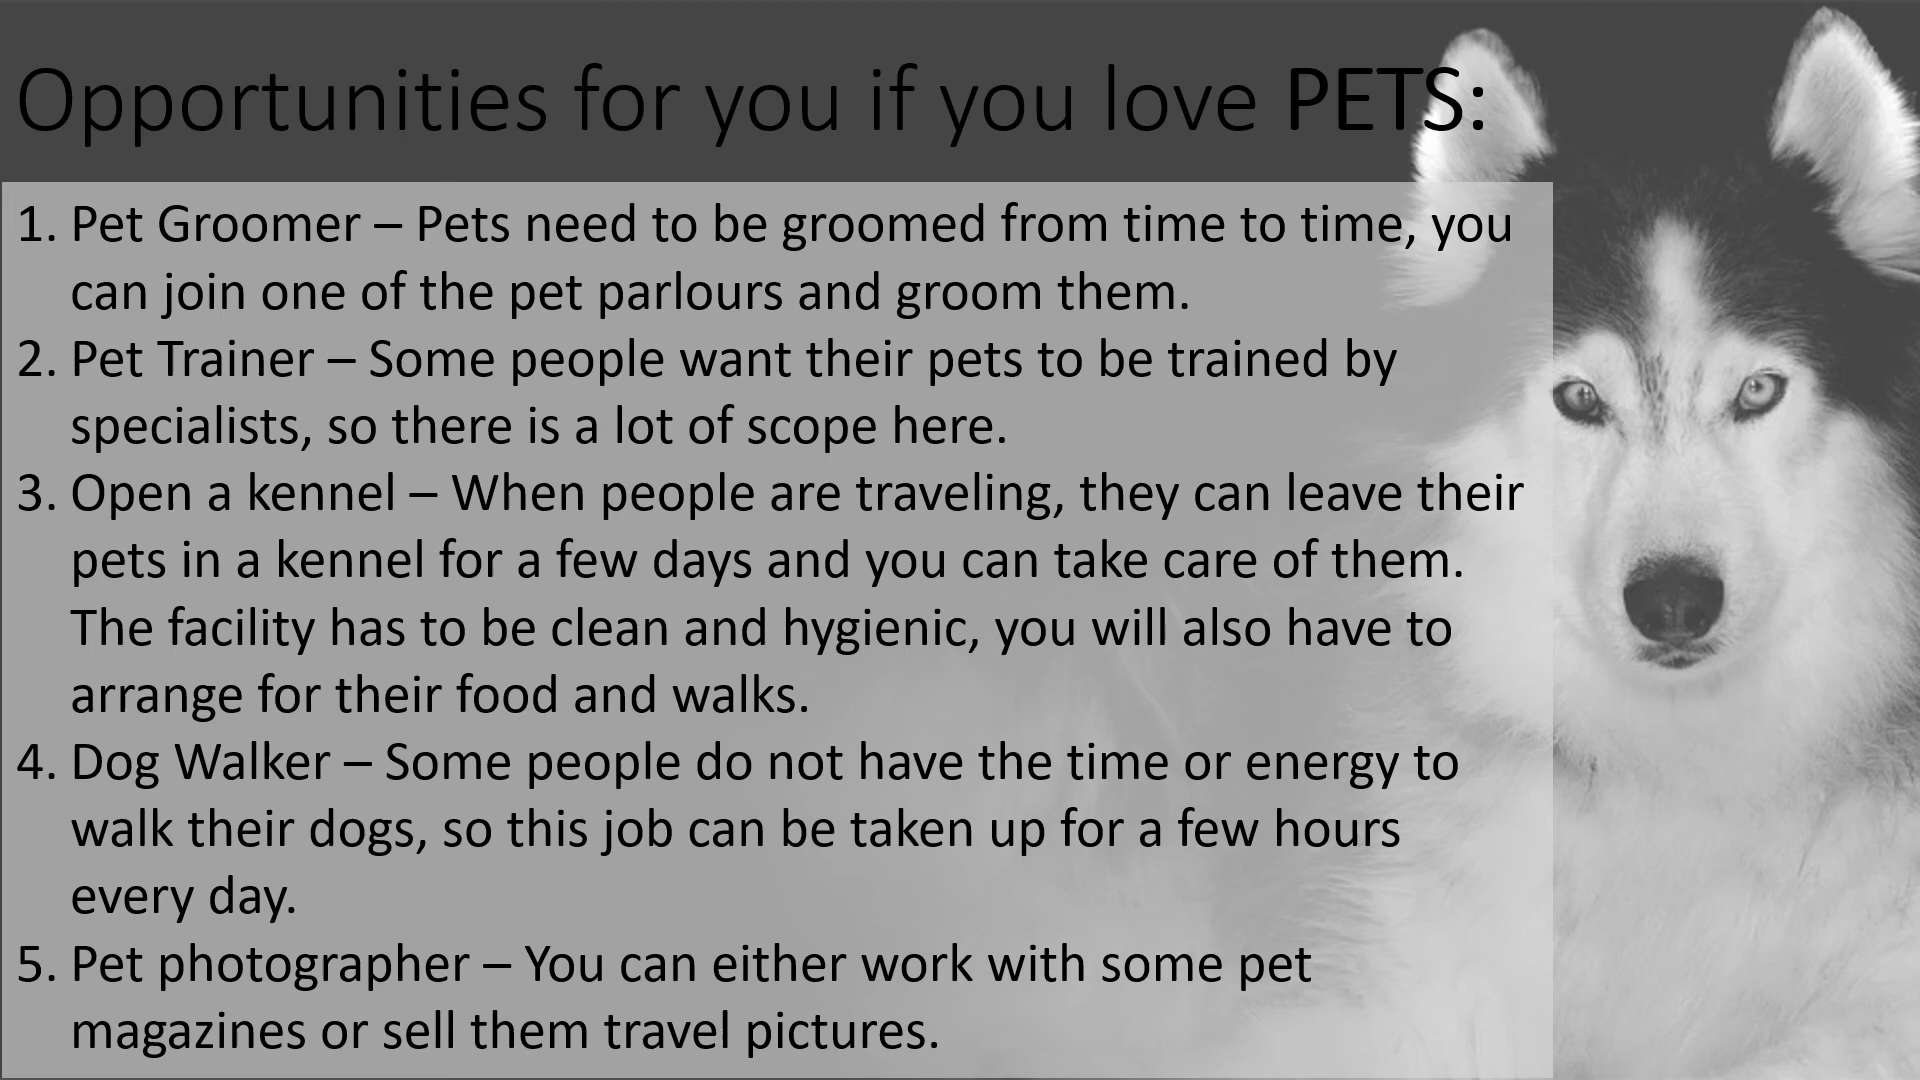 Opportunities for you if you love PETS:
1. Pet Groomer – Pets need to be groomed from time to time, you
can join one of the pet parlours and groom them.
2. Pet Trainer – Some people want their pets to be trained by
specialists, so there is a lot of scope here.
3. Open a kennel – When people are traveling, they can leave their
pets in a kennel for a few days and you can take care of them.
The facility has to be clean and hygienic, you will also have to
arrange for their food and walks.
4. Dog Walker – Some people do not have the time or energy to
walk their dogs, so this job can be taken up for a few hours
every day.
5. Pet photographer – You can either work with some pet
magazines or sell them travel pictures.